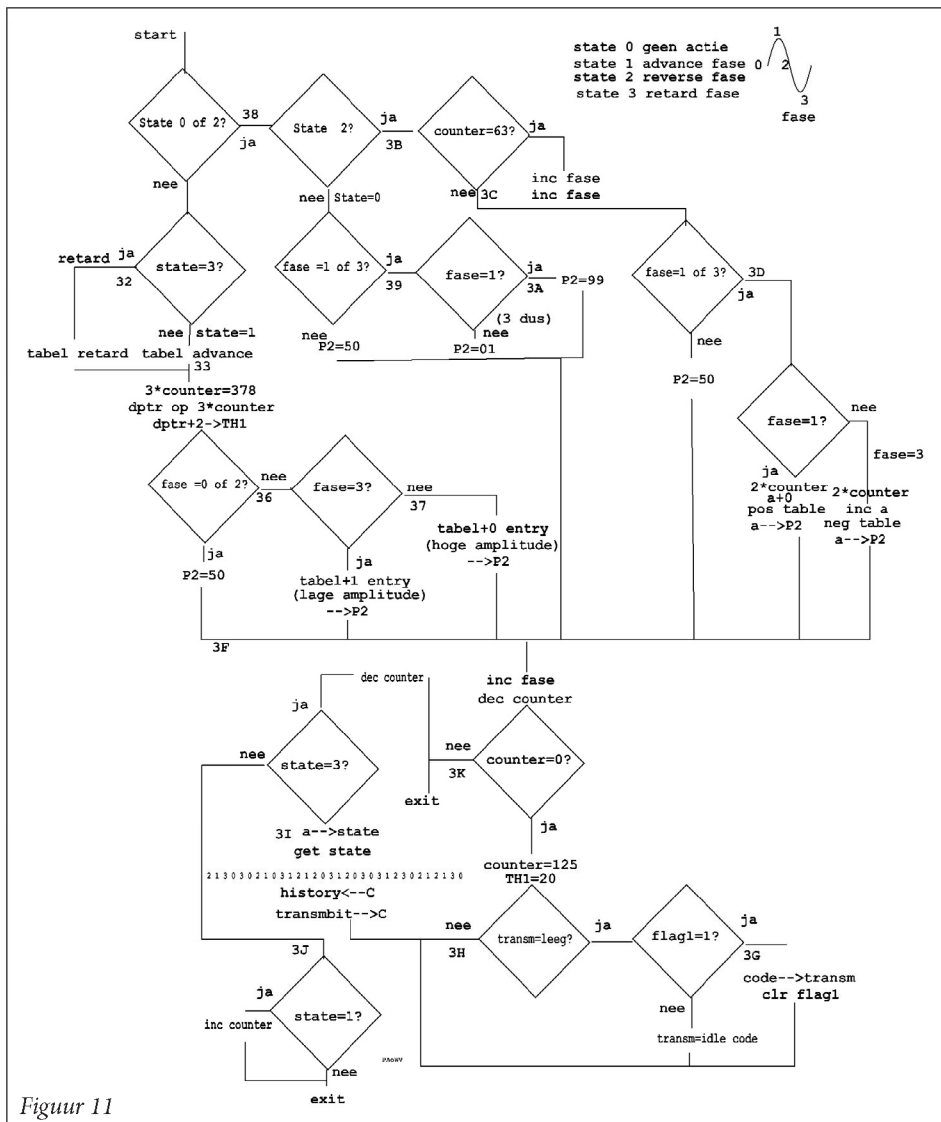 start
state 0 geen actie
state 1 advance fase
state 2 reverse fase
state 3 retard fase
0
1
2
3
fase
State 0 of 2?
38
ja
State 2?
ja
3B
counter=63?
ja
inc fase
inc fase
nee
nee
State=0
nee 3C
retard
ja
32
state=3?
fase =1 of 3?
ja
39
fase=1?
ja
3A
P2=99
(3 dus)
nee
P2=01
nee
P2=50
fase=1 of 3?
3D
ja
nee
P2=50
nee
state=1
tabel retard
tabel advance
33
3*counter=378
dptr op 3*counter
dptr+2->TH1
fase =0 of 2?
nee
36
fase=3?
nee
37
tabel+0 entry
(hoge amplitude)
-->P2
ja
P2=50
ja
tabel+1 entry
(lage amplitude)
-->P2
fase=1?
nee
fase=3
ja
2*counter
a+0
pos table
a-->P2
2*counter
inc a
neg table
a-->P2
3F
inc fase
dec counter
dec counter
ja
nee
state=3?
nee
3K
counter=0?
exit
ja
3I a-->state
get state
counter=125
TH1=20
2 1 3 0 3 0 2 1 0 3 1 2 1 2 0 3 1 2 0 3 0 3 1 2 3 0 2 1 2 1 3 0
history<--C
transmbit-->C
nee
3H
transm=leeg?
ja
flag1=1?
ja
3G
code-->transm
clr flag1
nee
transm=idle code
3J
ja
state=1?
inc counter
nee
exit
PAoWV
Figuur 11